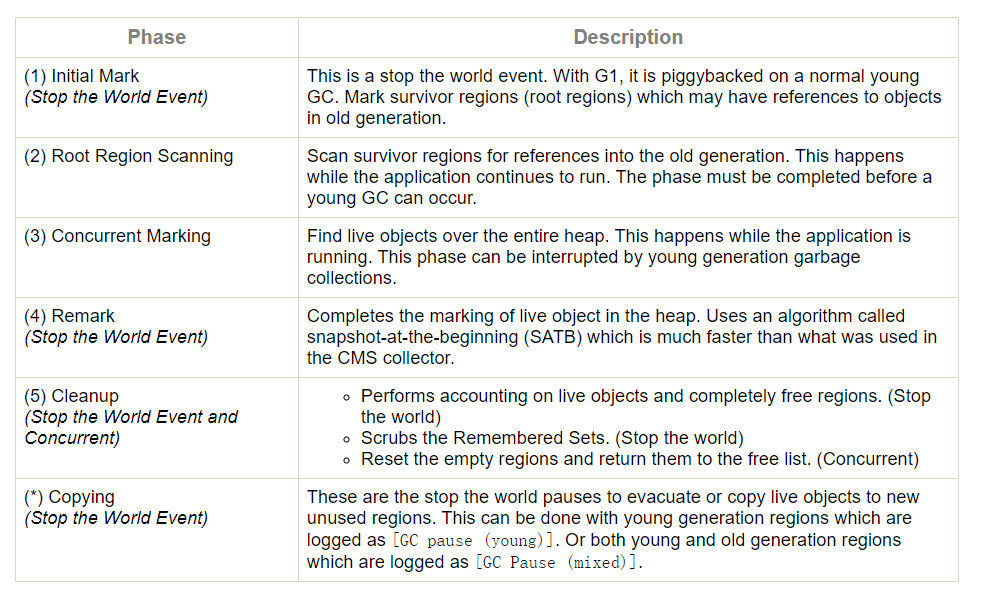 Phase Description
(1) Initial Mark
(Stop the World Event)
This is a stop the world event. With G1, it is piggybacked on a normal young
GC. Mark survivor regions (root regions) which may have references to objects
in old generation.
(2) Root Region Scanning
Scan survivor regions for references into the old generation. This happens
while the application continues to run. The phase must be completed before a
young GC can occur.
(3) Concurrent Marking
Find live objects over the entire heap. This happens while the application is
running. This phase can be interrupted by young generation garbage
collections.
(4) Remark
(Stop the World Event)
Completes the marking of live object in the heap. Uses an algorithm called
snapshot-at-the-beginning (SATB) which is much faster than what was used in
the CMS collector.
(5) Cleanup
(Stop the World Event and
Concurrent)
Performs accounting on live objects and completely free regions. (Stop
the world)
Scrubs the Remembered Sets. (Stop the world)
Reset the empty regions and return them to the free list. (Concurrent)
(*) Copying
(Stop the World Event)
These are the stop the world pauses to evacuate or copy live objects to new
unused regions. This can be done with young generation regions which are
logged as [GC pause (young)]. Or both young and old generation regions
which are logged as [GC Pause (mixed)].